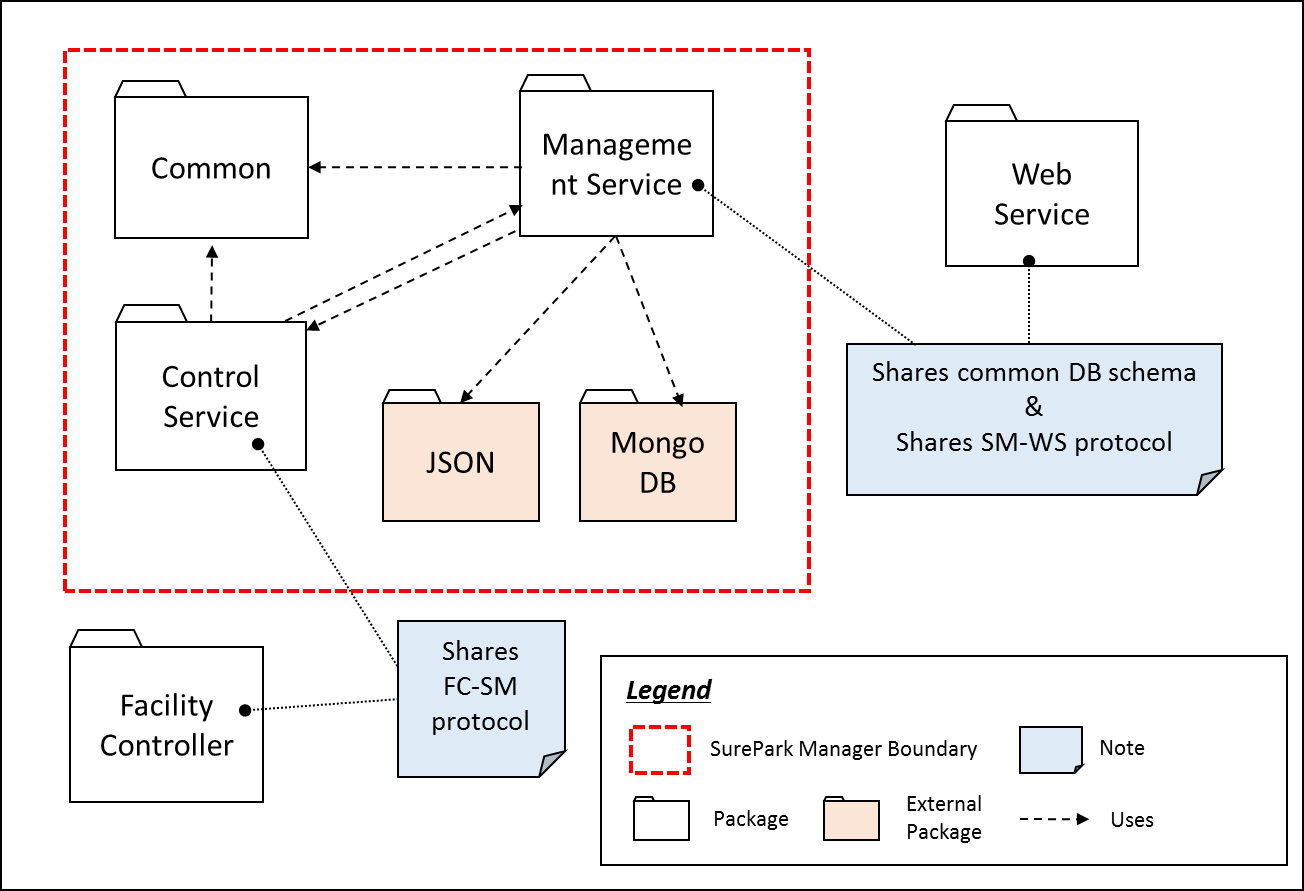 Common
Manageme
nt Service
Web
Service
Control
Service
JSON
Mongo
DB
Shares common DB schema
&
Shares SM-WS protocol
Facility
Controller
Shares
FC-SM
protocol
Legend
SurePark Manager Boundary
Note
Package
External
Package
Uses